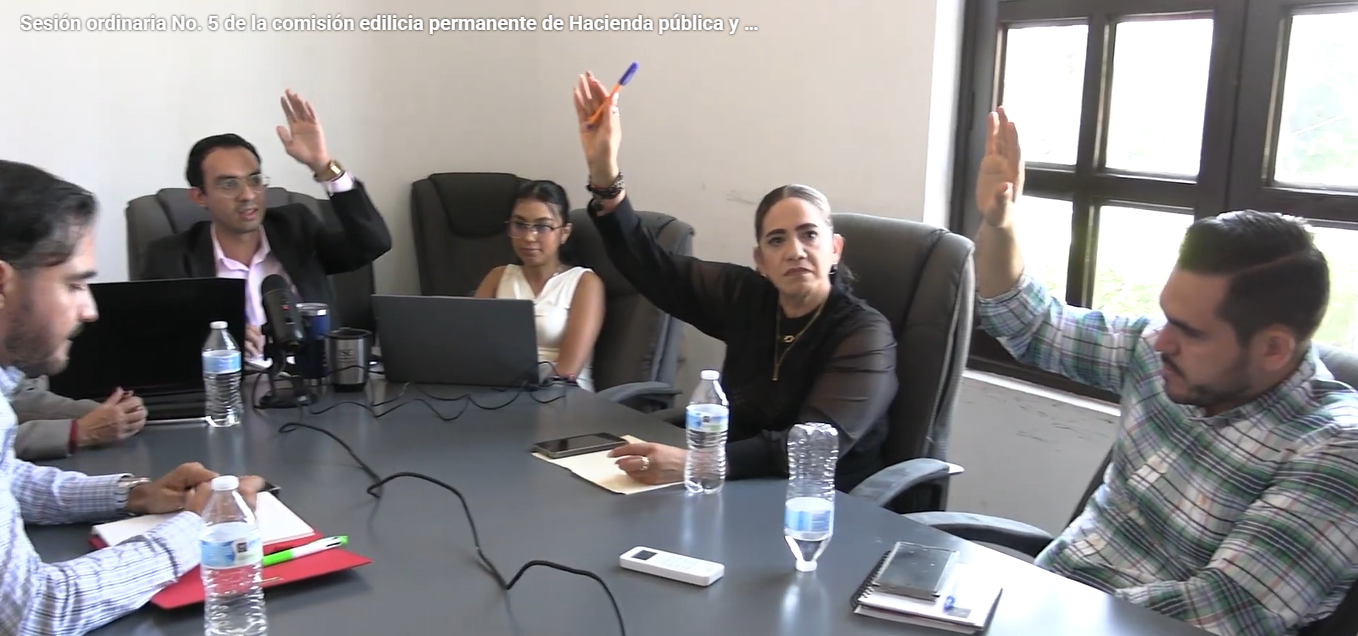 Sesión ordinaria No. 5 de la comisión edilicia permanente de Hacienda pública y ...